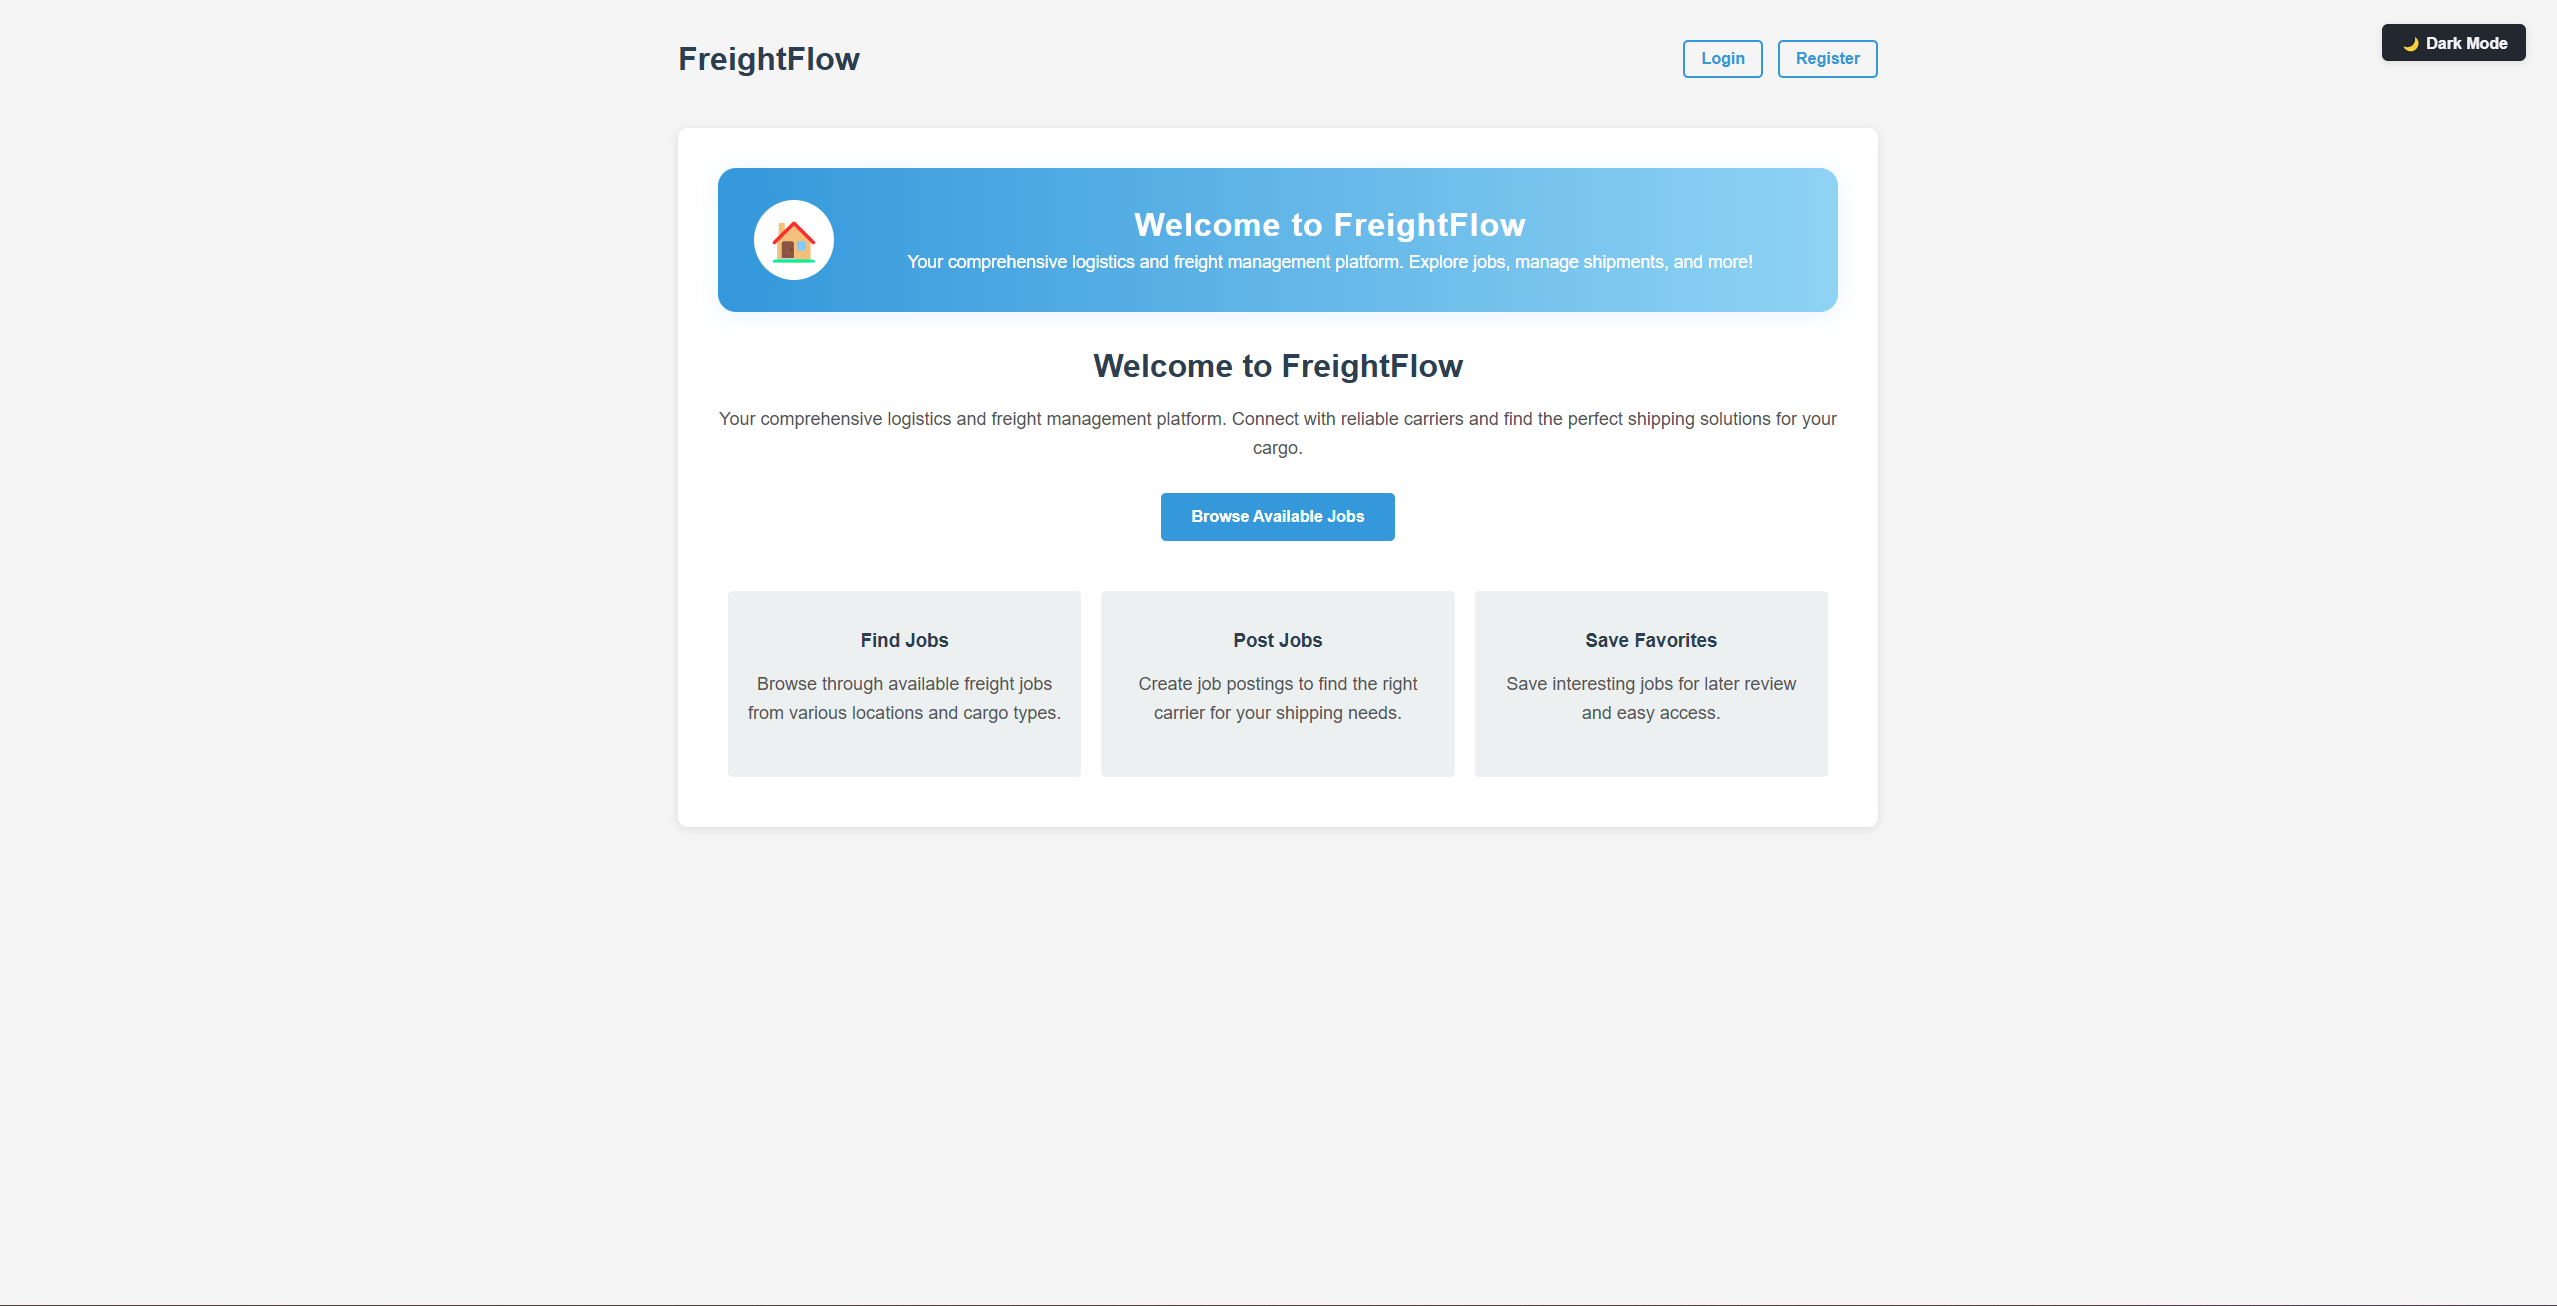 FreightFlow
Login
Register
🌙 Dark Mode
Welcome to FreightFlow
Your comprehensive logistics and freight management platform. Explore jobs, manage shipments, and more!
Welcome to FreightFlow
Your comprehensive logistics and freight management platform. Connect with reliable carriers and find the perfect shipping solutions for your
cargo.
Browse Available Jobs
Find Jobs
Browse through available freight jobs
from various locations and cargo types.
Post Jobs
Create job postings to find the right
carrier for your shipping needs.
Save Favorites
Save interesting jobs for later review
and easy access.